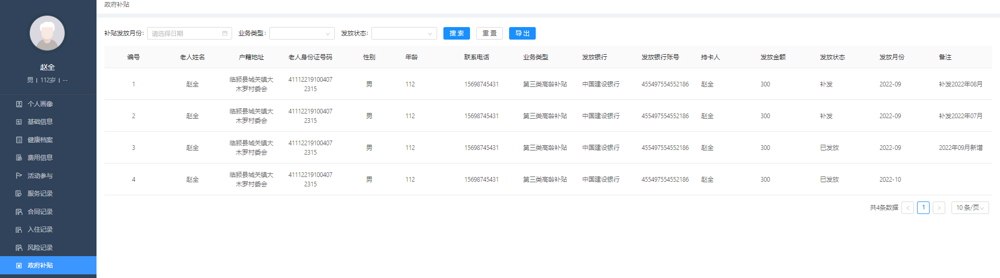 赵全
男 | 112岁 | --
个人画像
基础信息
健康档案
费用信息
活动参与
服务记录
合同记录
入住记录
风险记录
政府补贴
政府补贴
补贴发放月份: 请选择日期 业务类型: 发放状态: 搜索 重置 导出
编号 老人姓名 户籍地址 老人身份证号码 性别 年龄 联系电话 业务类型 发放银行 发放银行账号 持卡人 发放金额 发放状态 发放月份 备注
1 赵全 临颍县城关镇大木罗村委会 411122191004072315 男 112 15698745431 第三类高龄补贴 中国建设银行 455497554552186 赵全 300 补发 2022-09 补发2022年08月
2 赵全 临颍县城关镇大木罗村委会 411122191004072315 男 112 15698745431 第三类高龄补贴 中国建设银行 455497554552186 赵全 300 补发 2022-09 补发2022年07月
3 赵全 临颍县城关镇大木罗村委会 411122191004072315 男 112 15698745431 第三类高龄补贴 中国建设银行 455497554552186 赵全 300 已发放 2022-09 2022年09月新增
4 赵全 临颍县城关镇大木罗村委会 411122191004072315 男 112 15698745431 第三类高龄补贴 中国建设银行 455497554552186 赵全 300 已发放 2022-10
共4条数据 < 1 > 10 条/页